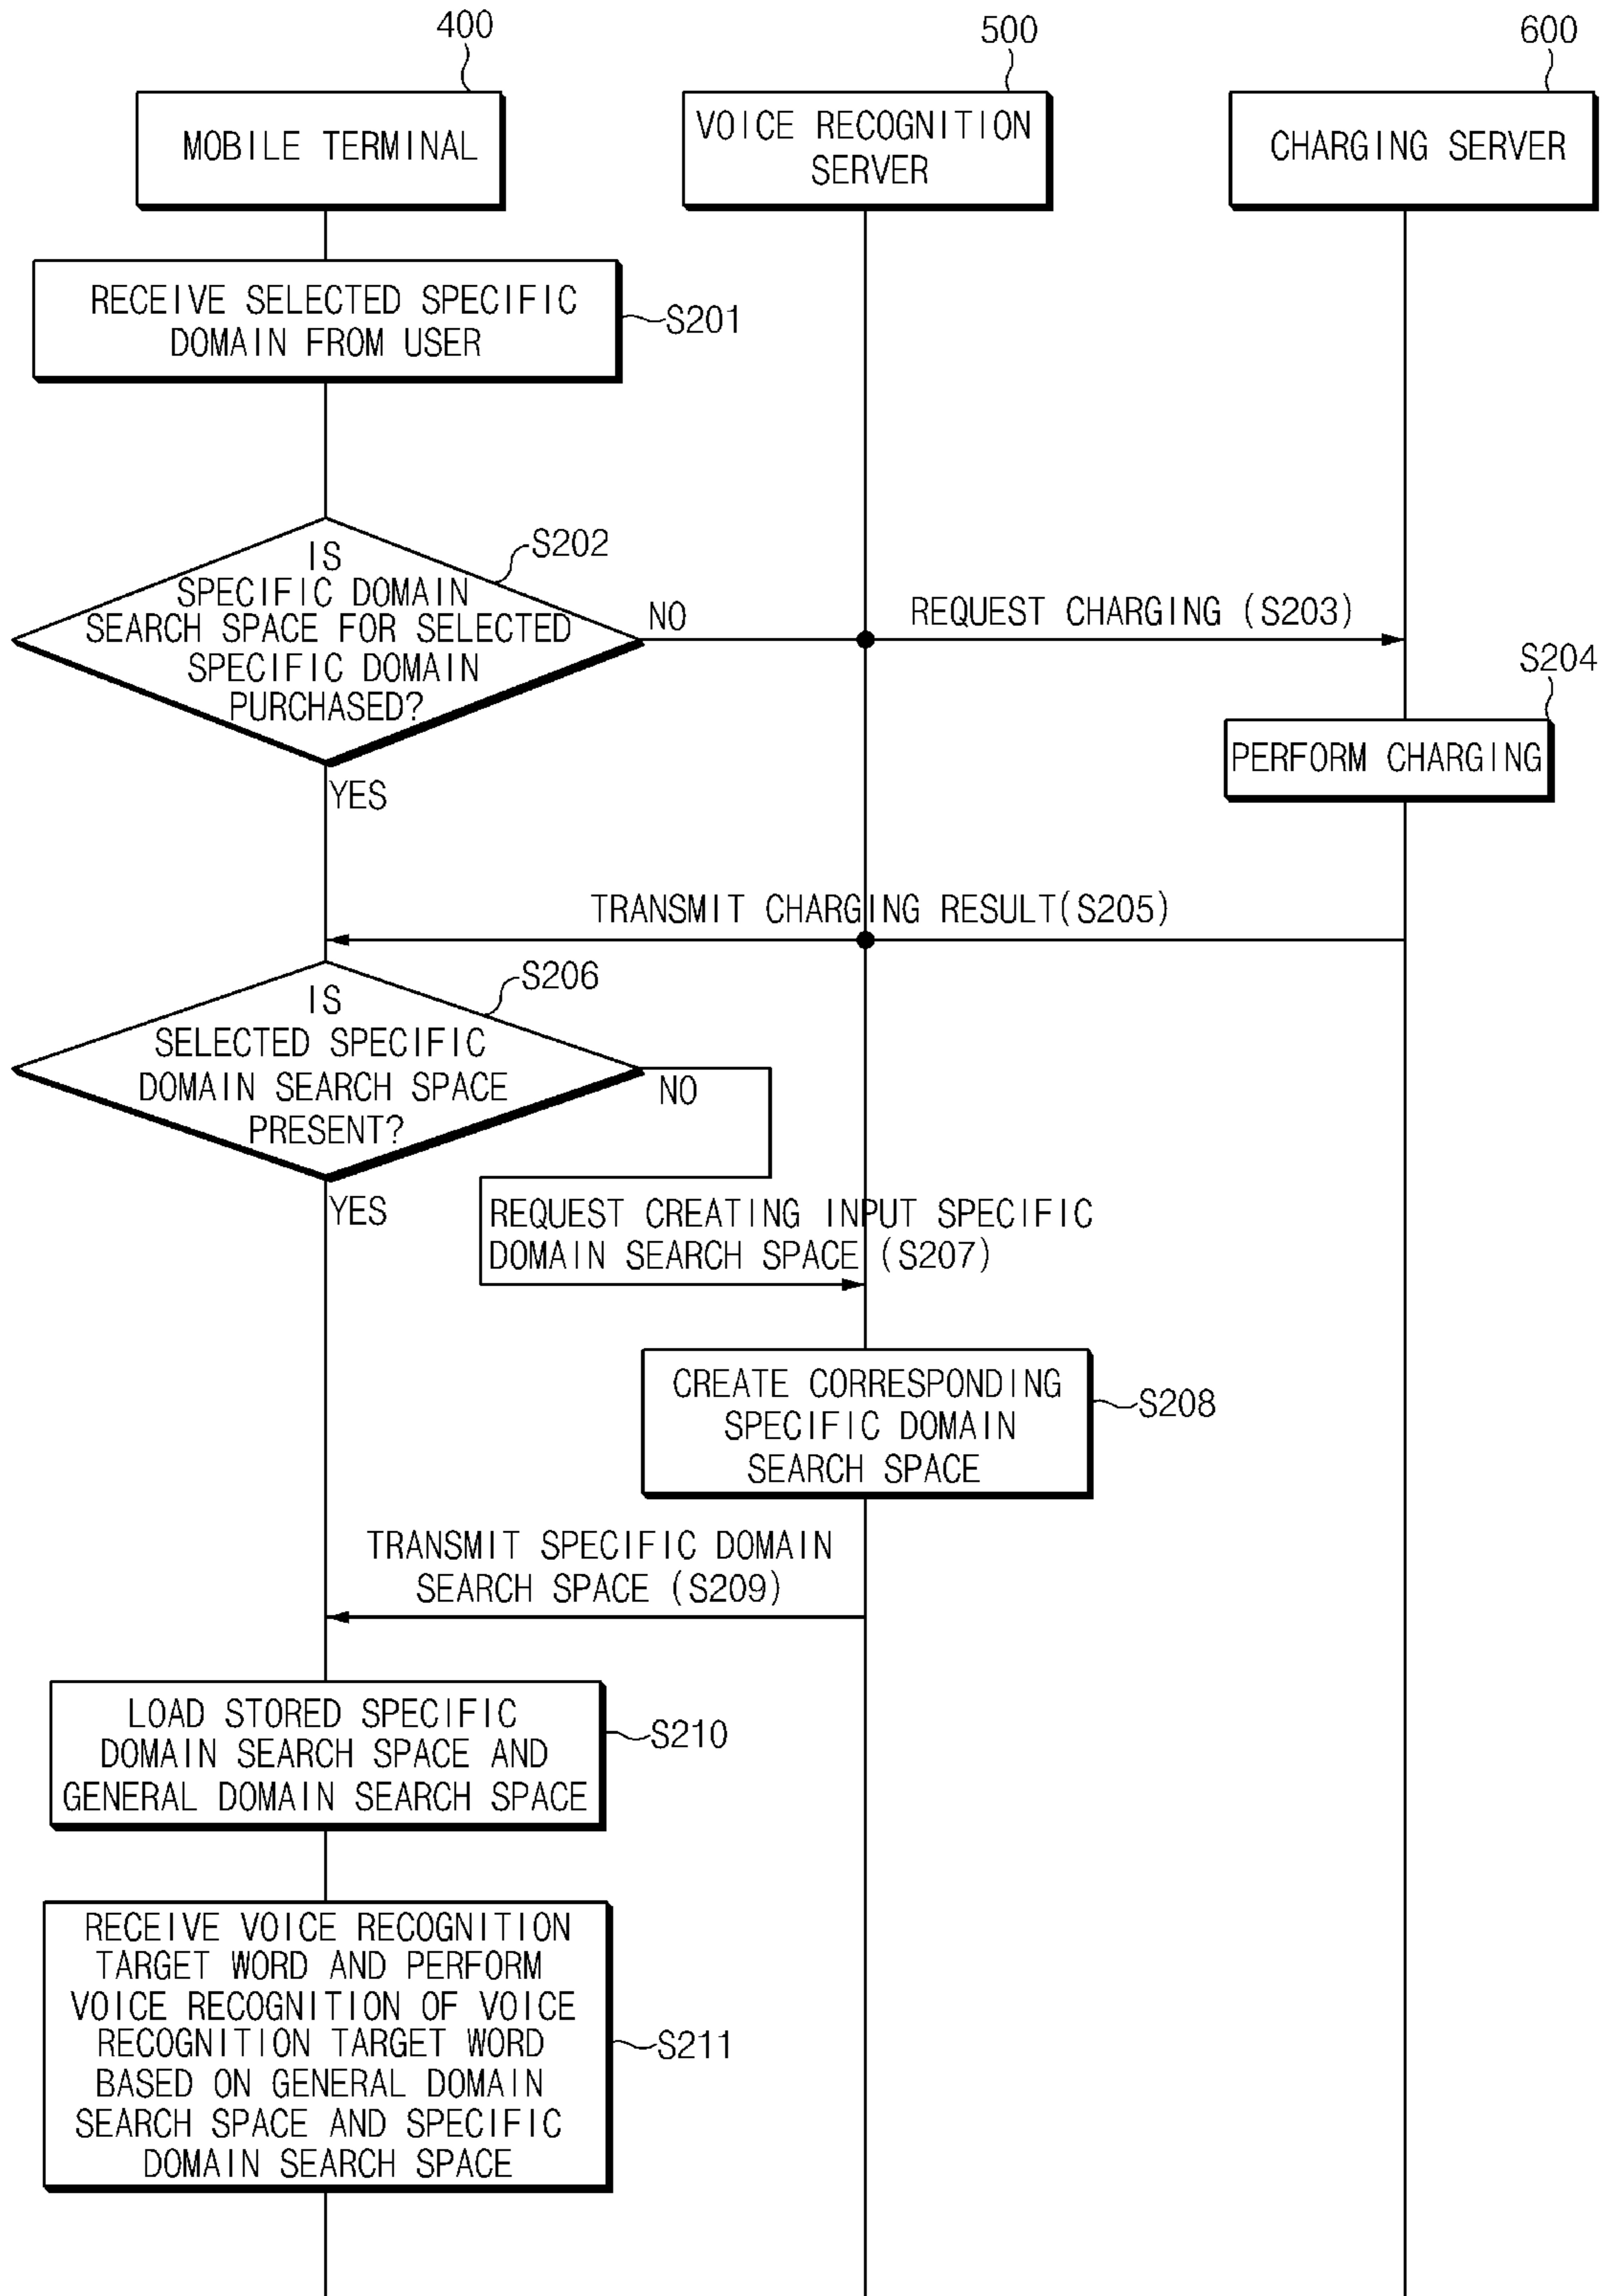 400
500
600
MOBILE TERMINAL
VOICE RECOGNITION
SERVER
CHARGING SERVER
RECEIVE SELECTED SPECIFIC
DOMAIN FROM USER
S201
IS
SPECIFIC DOMAIN
SEARCH SPACE FOR SELECTED
SPECIFIC DOMAIN
PURCHASED?
S202
NO
REQUEST CHARGING (S203)
S204
PERFORM CHARGING
YES
TRANSMIT CHARGING RESULT(S205)
IS
SELECTED SPECIFIC
DOMAIN SEARCH SPACE
PRESENT?
S206
NO
YES
REQUEST CREATING INPUT SPECIFIC
DOMAIN SEARCH SPACE (S207)
CREATE CORRESPONDING
SPECIFIC DOMAIN
SEARCH SPACE
S208
TRANSMIT SPECIFIC DOMAIN
SEARCH SPACE (S209)
LOAD STORED SPECIFIC
DOMAIN SEARCH SPACE AND
GENERAL DOMAIN SEARCH SPACE
S210
RECEIVE VOICE RECOGNITION
TARGET WORD AND PERFORM
VOICE RECOGNITION OF VOICE
RECOGNITION TARGET WORD
BASED ON GENERAL DOMAIN
SEARCH SPACE AND SPECIFIC
DOMAIN SEARCH SPACE
S211